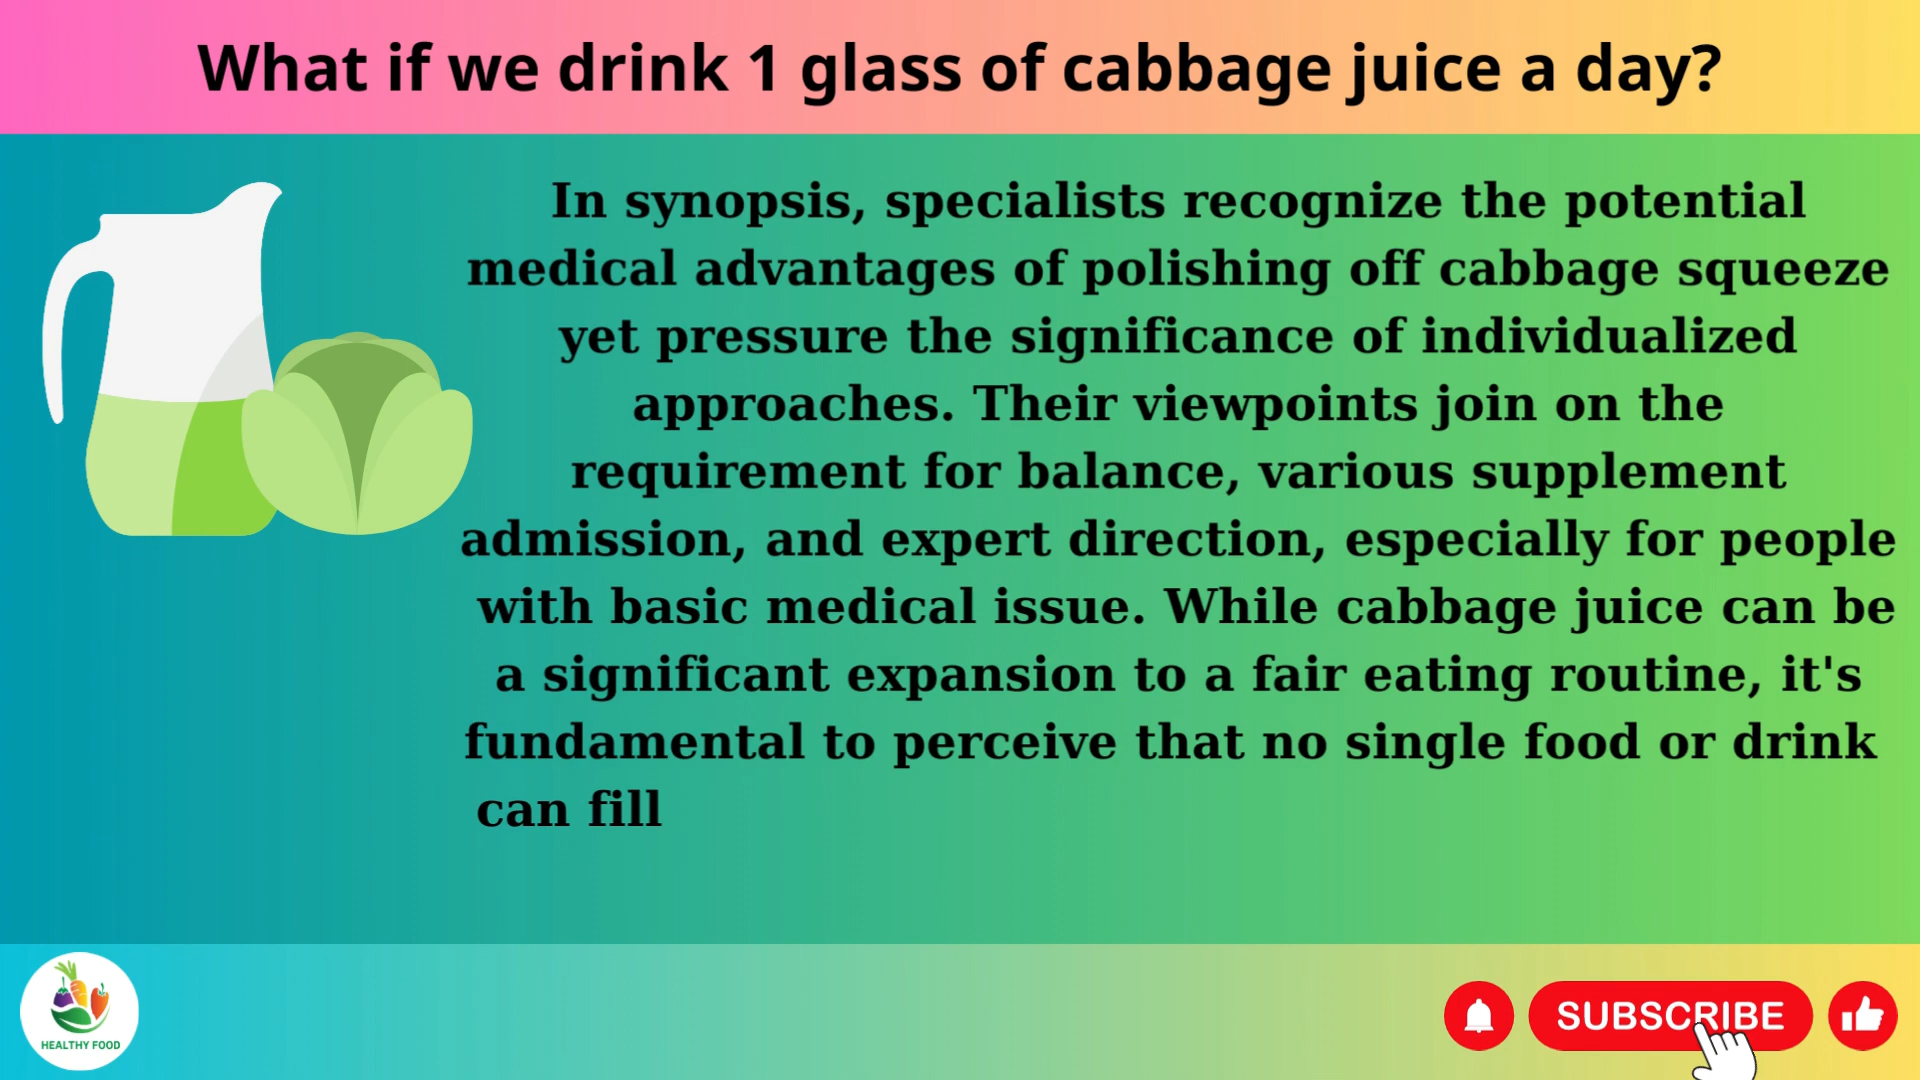 What if we drink 1 glass of cabbage juice a day?
In synopsis, specialists recognize the potential
medical advantages of polishing off cabbage squeeze
yet pressure the significance of individualized
approaches. Their viewpoints join on the
requirement for balance, various supplement
admission, and expert direction, especially for people
with basic medical issue. While cabbage juice can be
a significant expansion to a fair eating routine, it's
fundamental to perceive that no single food or drink
can fill
HEALTHY FOOD
SUBSCRIBE